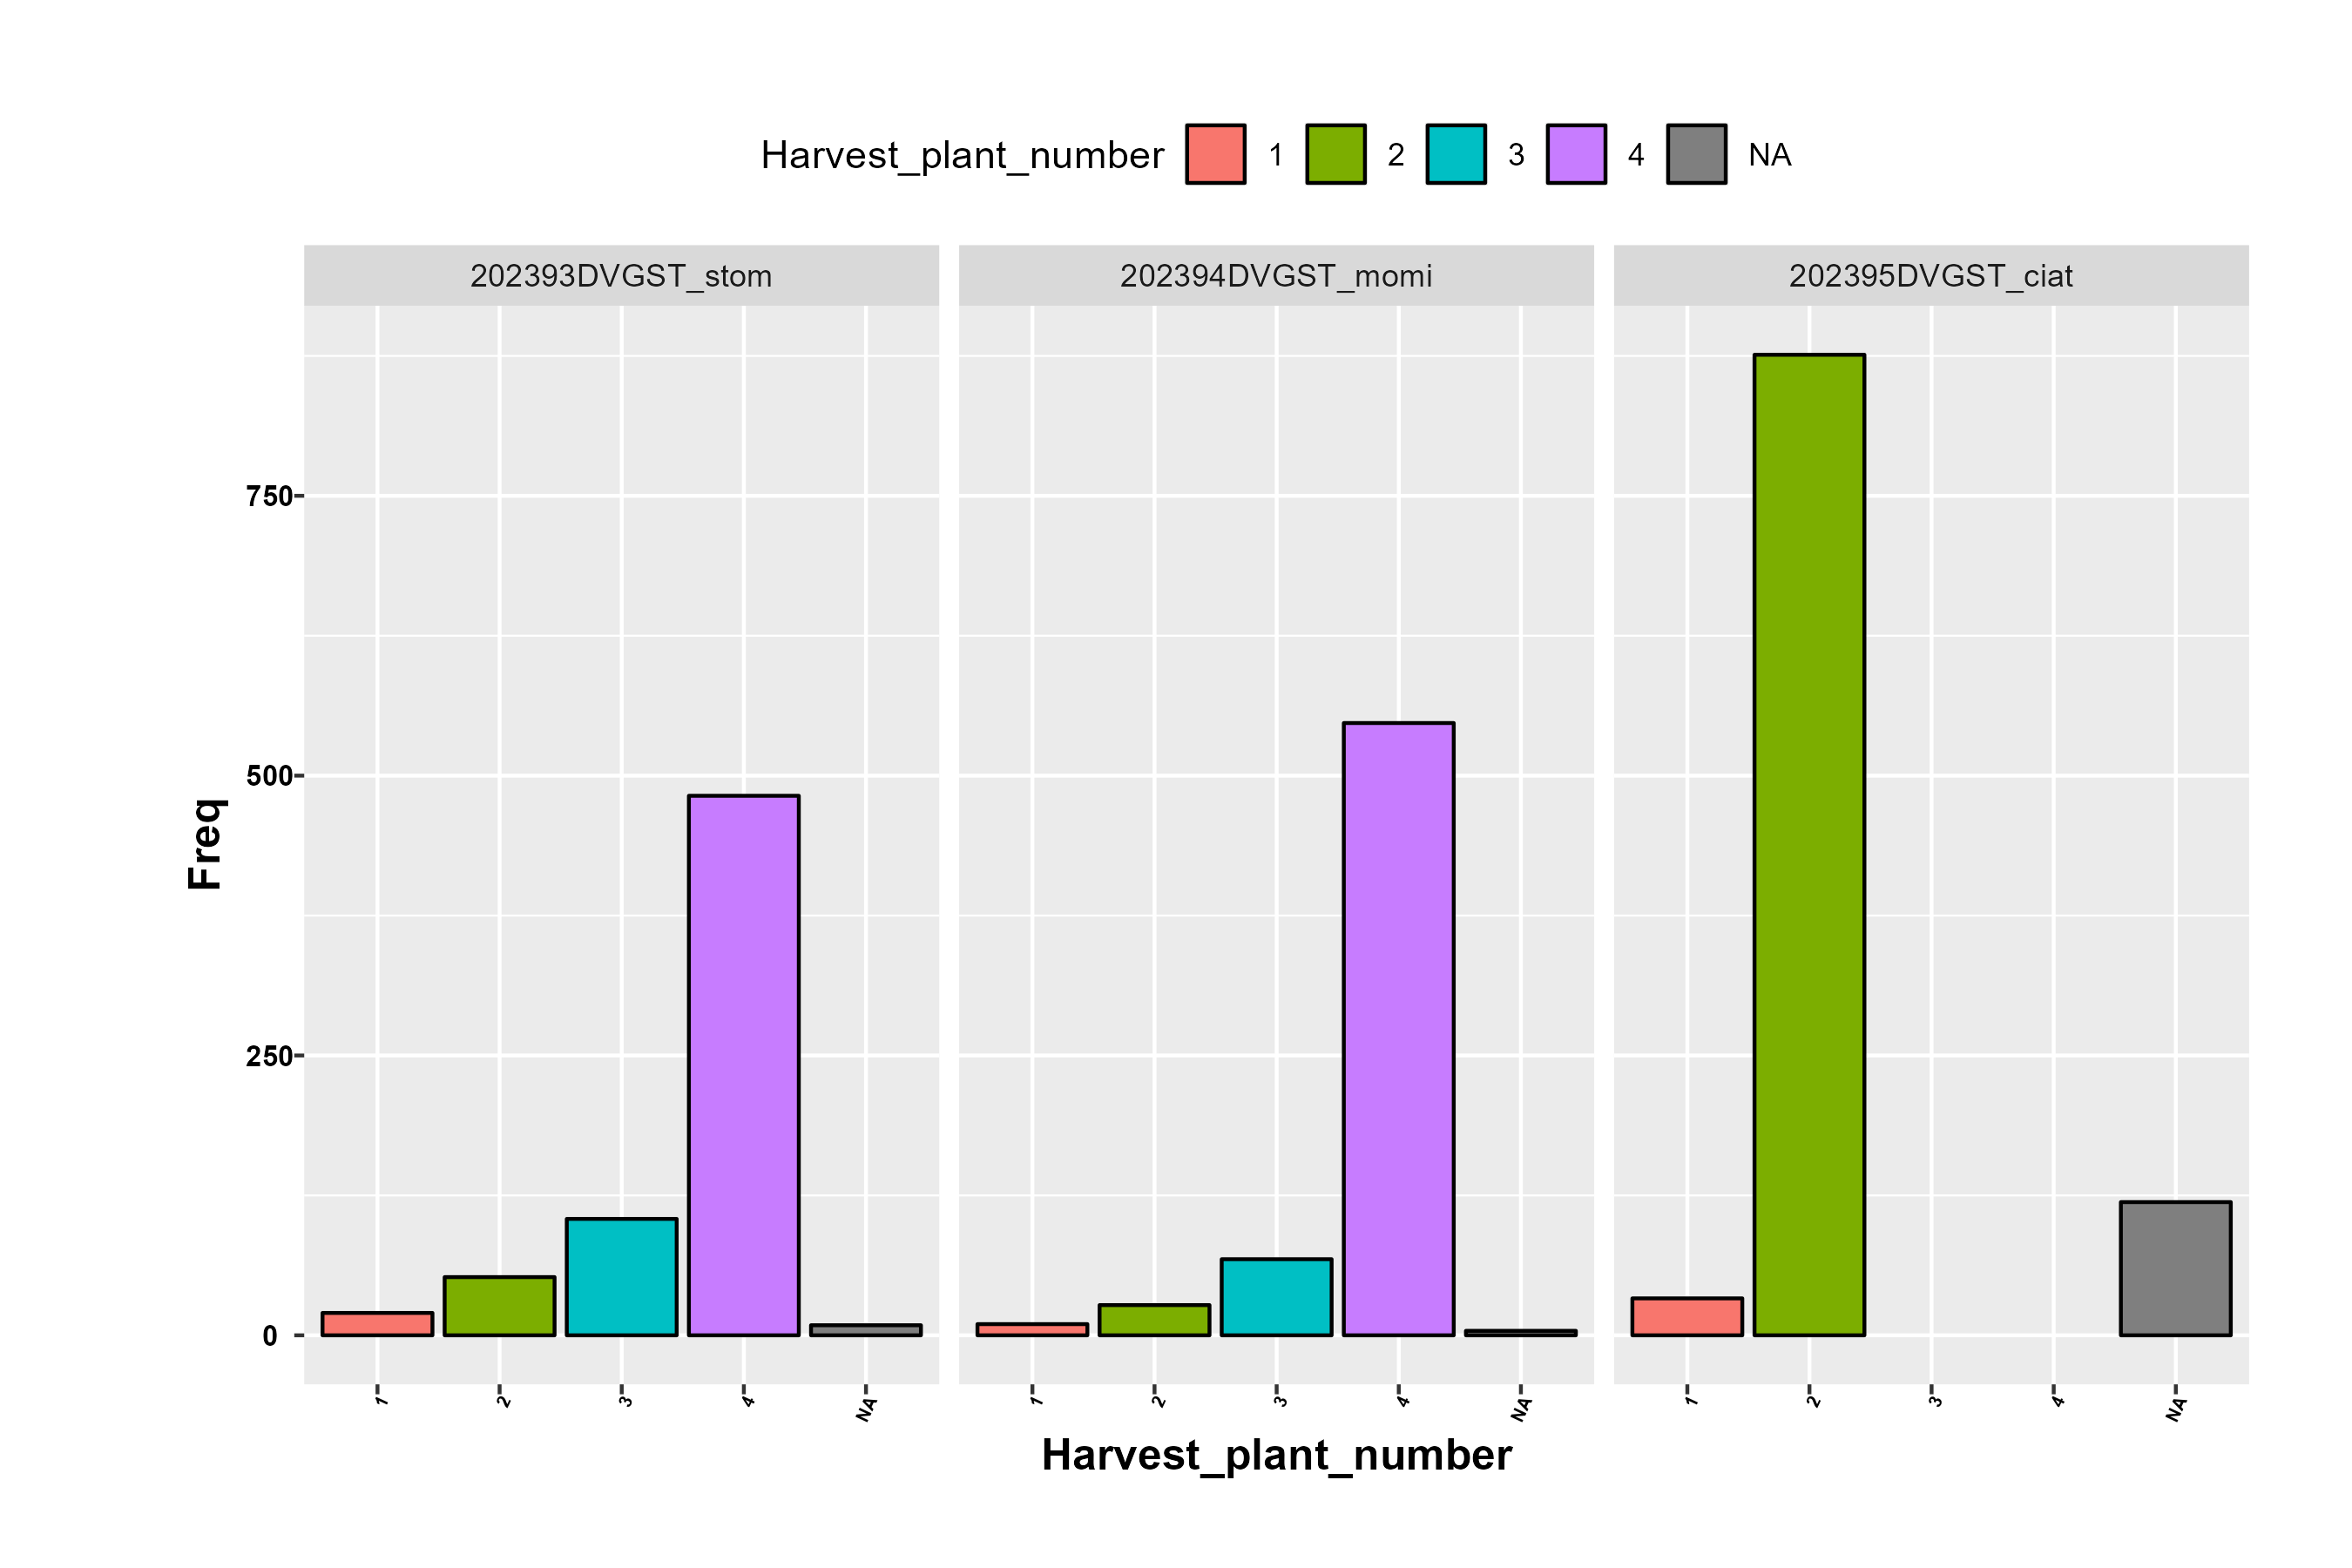 Harvest_plant_number 1 2 3 4 NA
202393DVGST_stom 202394DVGST_momi 202395DVGST_ciat
750
500
250
0
Freq
1 2 3 4 NA 1 2 3 4 NA 1 2 3 4 NA
Harvest_plant_number